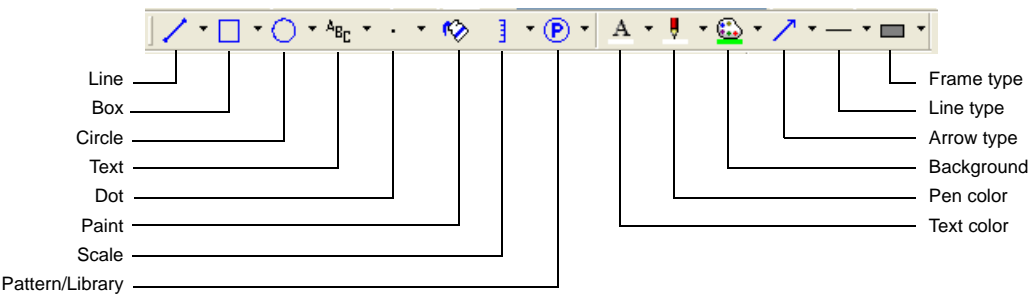 ABC
P
A
Line
Box
Circle
Text
Dot
Paint
Scale
Pattern/Library
Frame type
Line type
Arrow type
Background
Pen color
Text color